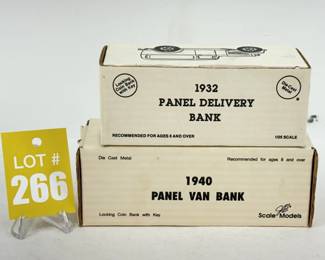 LOT #
266
Locking
Coin Bank
with Key
Die Cast
Metal
1932
PANEL DELIVERY
BANK
RECOMMENDED FOR AGES 8 AND OVER
1/25 SCALE
Die Cast Metal
Recommended for ages 8 and over
1940
PANEL VAN BANK
Locking Coin Bank with Key
Scale Models